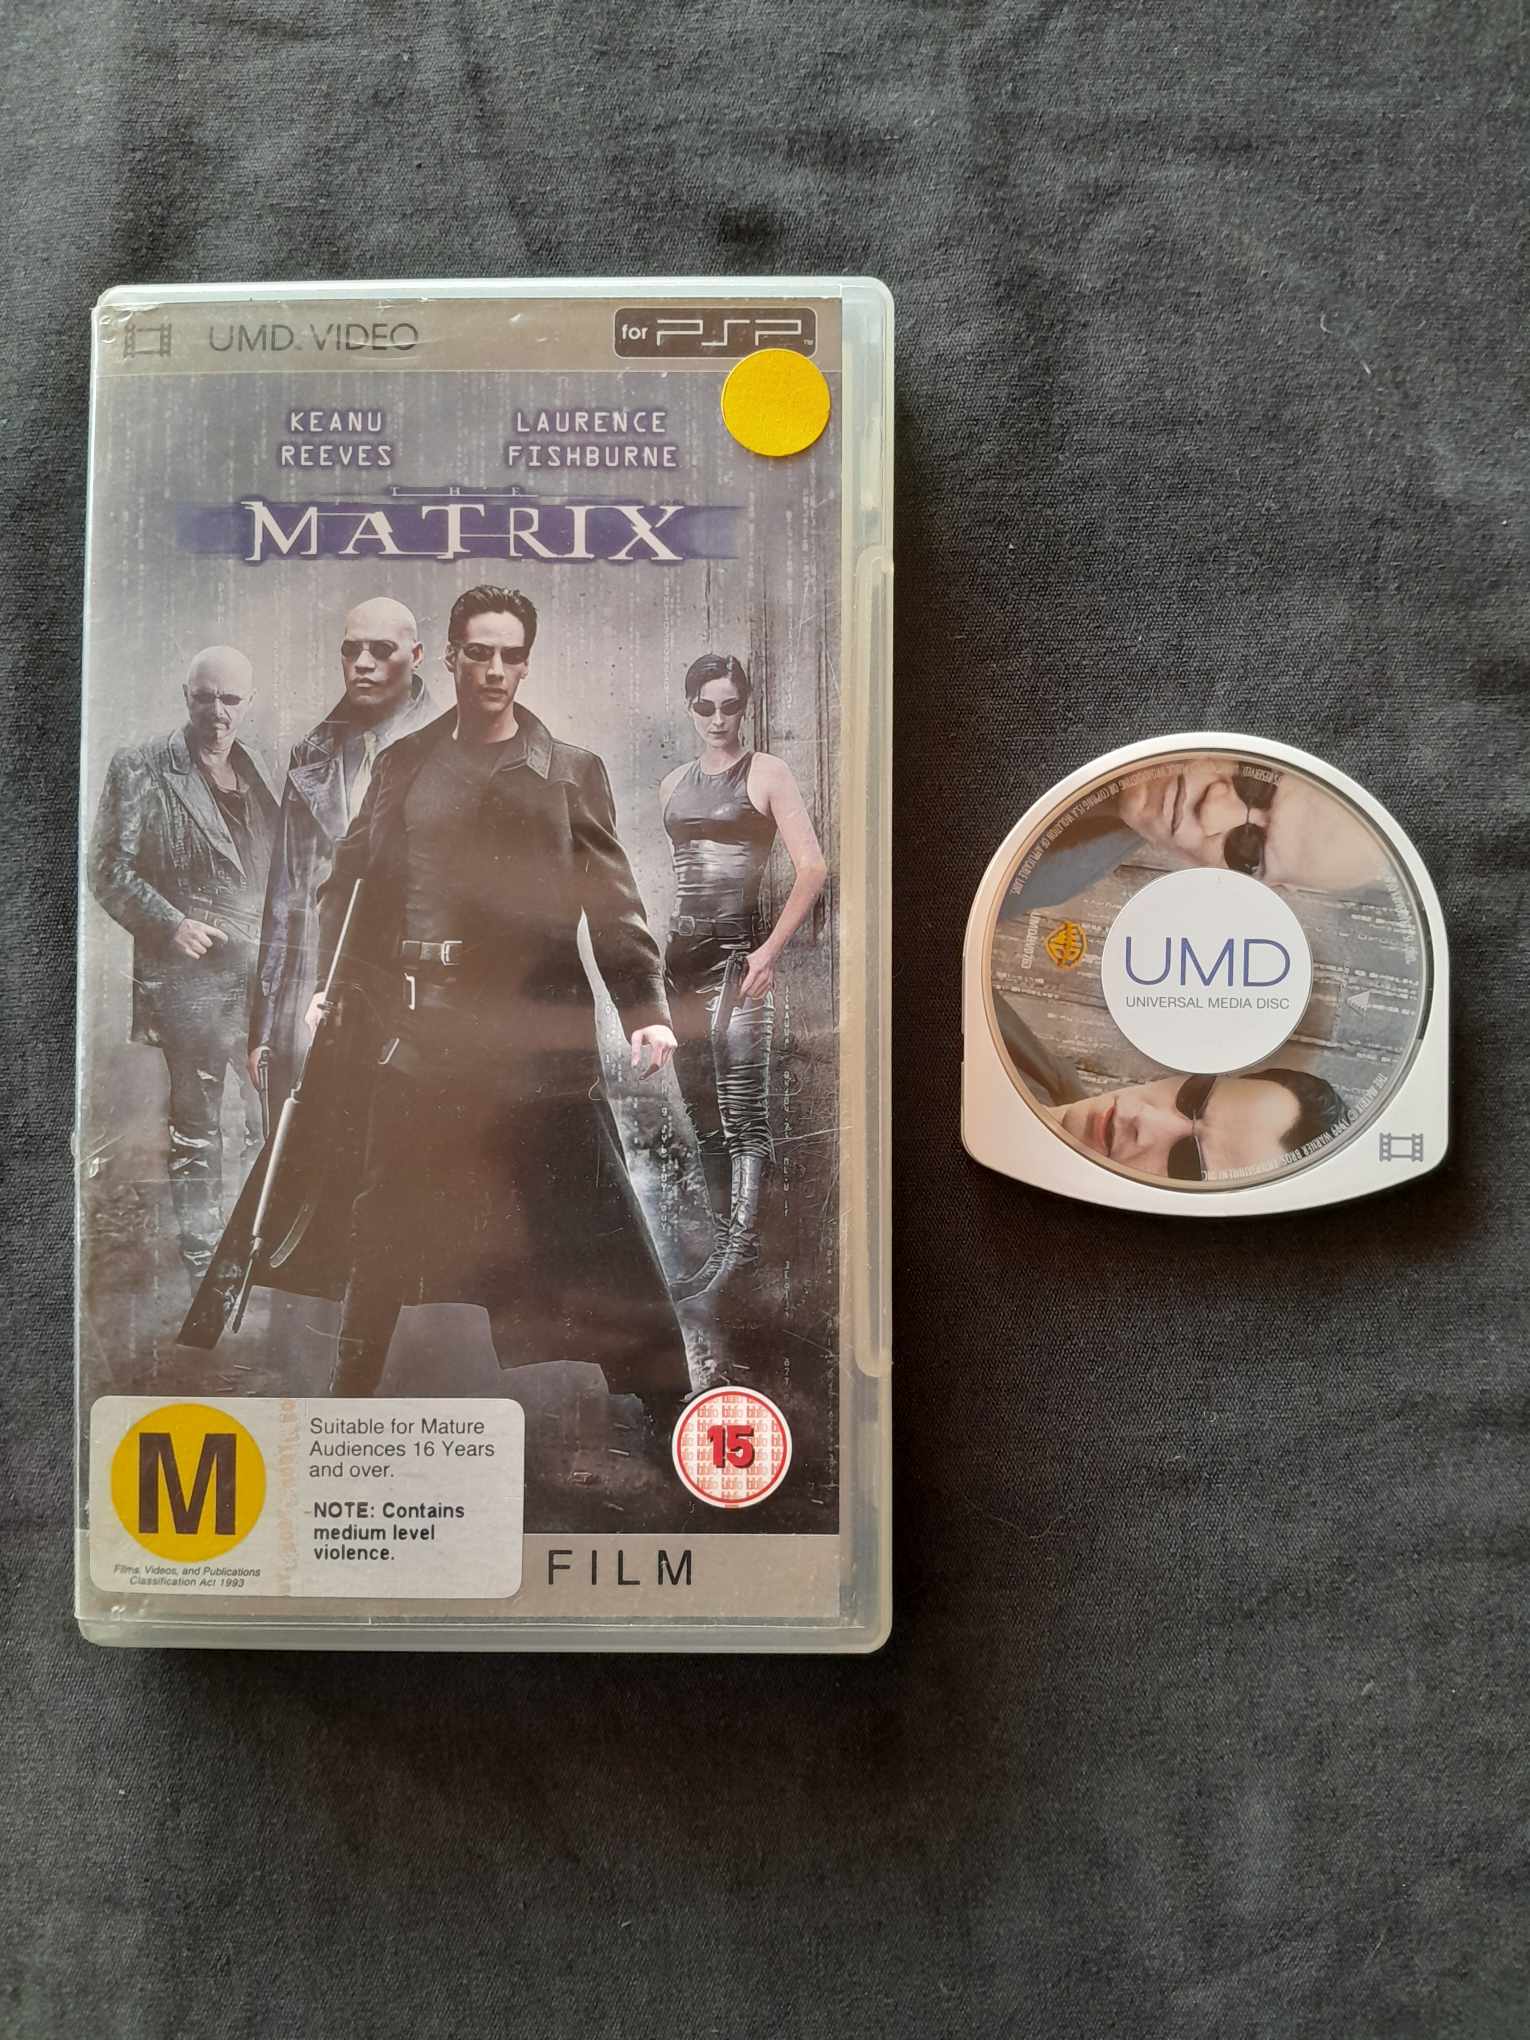 UMD VIDEO
for PSP™
KEANU
REEVES
LAURENCE
FISHBURNE
THE
MATRIX
M
Films, Videos, and Publications
Classification Act 1993
Suitable for Mature
Audiences 16 Years
and over.
NOTE: Contains
medium level
violence.
15
FILM
UMD
UNIVERSAL MEDIA DISC